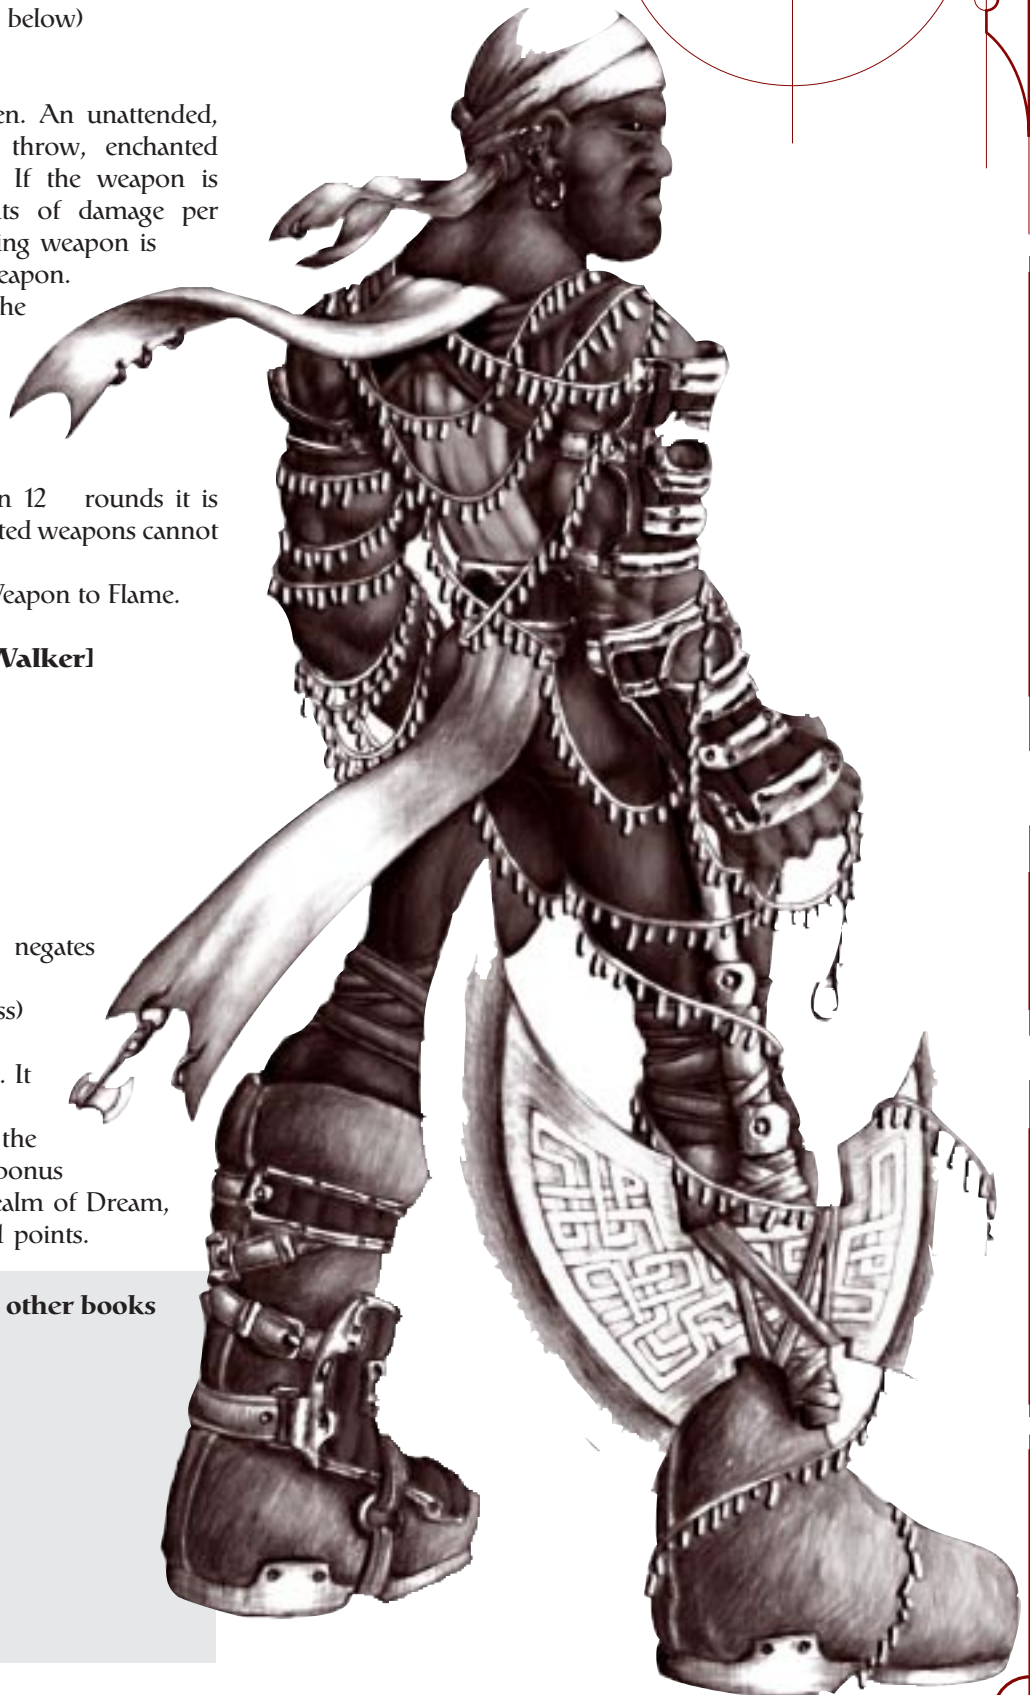 below)
en. An unattended,
throw, enchanted
If the weapon is
ts of damage per
ing weapon is
eapon.
he
n 12 rounds it is
ted weapons cannot
Weapon to Flame.
Walker]
negates
ss)
. It
the
bonus
ealm of Dream,
points.
other books